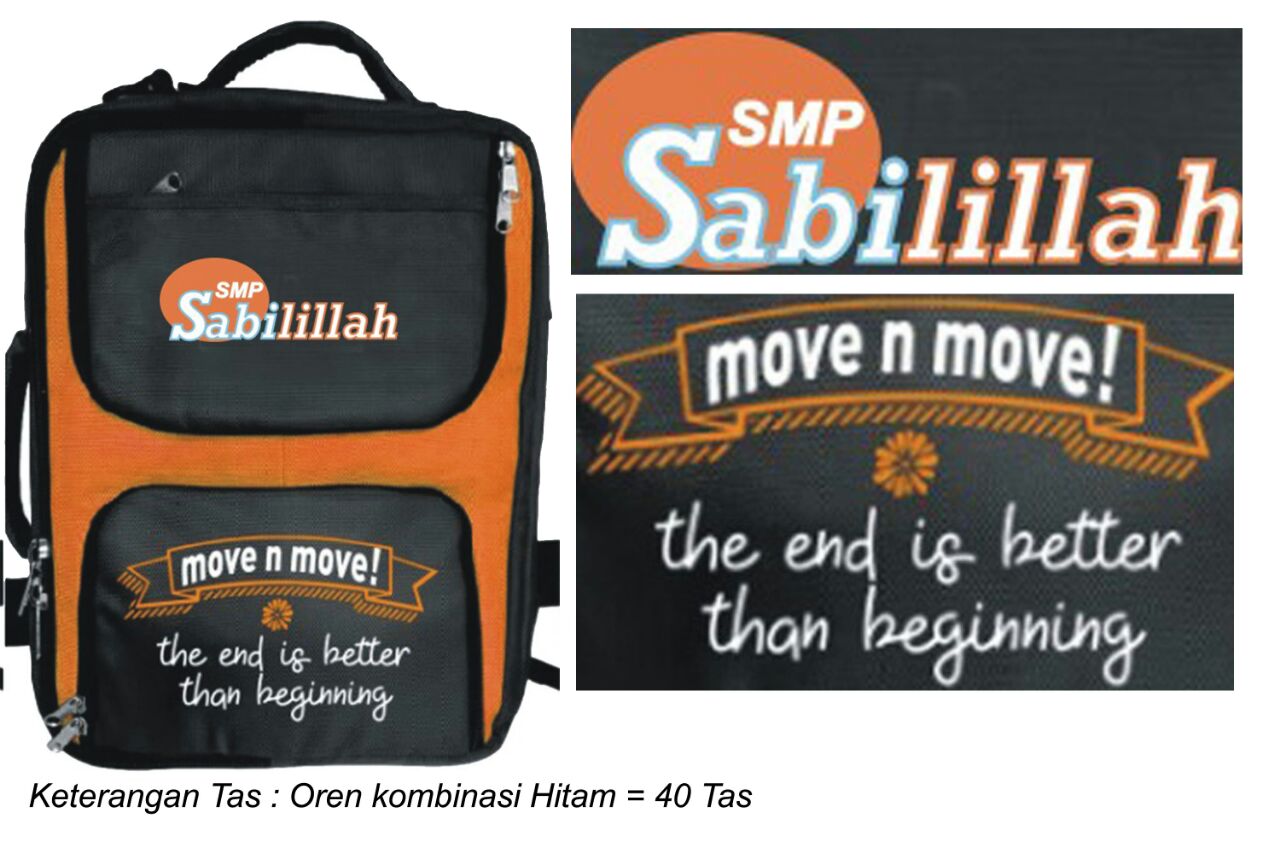 SMP
Sabilillah
move n move!
the end is better
than beginning
SMP
Sabilillah
move n move!
the end is better
than beginning
Keterangan Tas : Oren kombinasi Hitam = 40 Tas